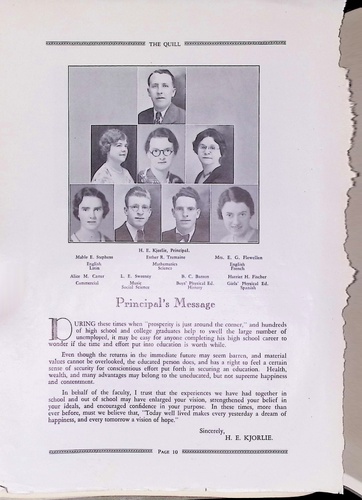 THE QUILL
H. E. Kjorlie, Principal.
Mable E. Stephens
English
Latin
Esther R. Tremaine
Mathematics
Science
Mrs. E. G. Flewellen
English
French
Alice M. Carter
Commercial
L. E. Sweeney
Music
Social Science
B. C. Button
Boys' Physical Ed.
History
Harriet H. Fischer
Girls' Physical Ed.
Spanish
Principal's Message
DURING these times when "prosperity is just around the corner," and hundreds
of high school and college graduates help to swell the large number of
unemployed, it may be easy for anyone completing his high school career to
wonder if the time and effort put into education is worth while.
Even though the returns in the immediate future may seem barren, and material
values cannot be overlooked, the educated person does, and has a right to feel a certain
sense of security for conscientious effort put forth in securing an education. Health,
wealth, and many advantages may belong to the uneducated, but not supreme happiness
and contentment.
In behalf of the faculty, I trust that the experiences we have had together in
school and out of school may have enlarged your vision, strengthened your belief in
your ideals, and encouraged confidence in your purpose. In these times, more than
ever before, must we believe that, "Today well lived makes every yesterday a dream of
happiness, and every tomorrow a vision of hope."
Sincerely,
H. E. KJORLIE.
PAGE 10